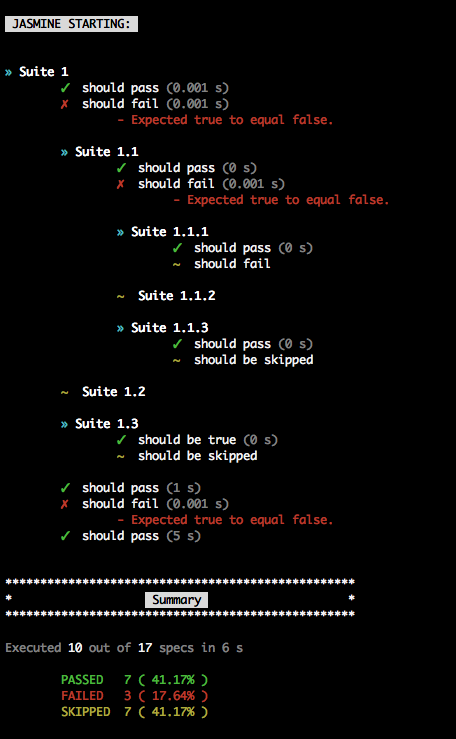 JASMINE STARTING:
» Suite 1
✓ should pass (0.001 s)
✗ should fail (0.001 s)
- Expected true to equal false.
» Suite 1.1
✓ should pass (0 s)
✗ should fail (0.001 s)
- Expected true to equal false.
» Suite 1.1.1
✓ should pass (0 s)
~ should fail
~ Suite 1.1.2
» Suite 1.1.3
✓ should pass (0 s)
~ should be skipped
~ Suite 1.2
» Suite 1.3
✓ should be true (0 s)
~ should be skipped
✓ should pass (1 s)
✗ should fail (0.001 s)
- Expected true to equal false.
✓ should pass (5 s)
**************************************************
* Summary *
**************************************************
Executed 10 out of 17 specs in 6 s
PASSED 7 ( 41.17% )
FAILED 3 ( 17.64% )
SKIPPED 7 ( 41.17% )